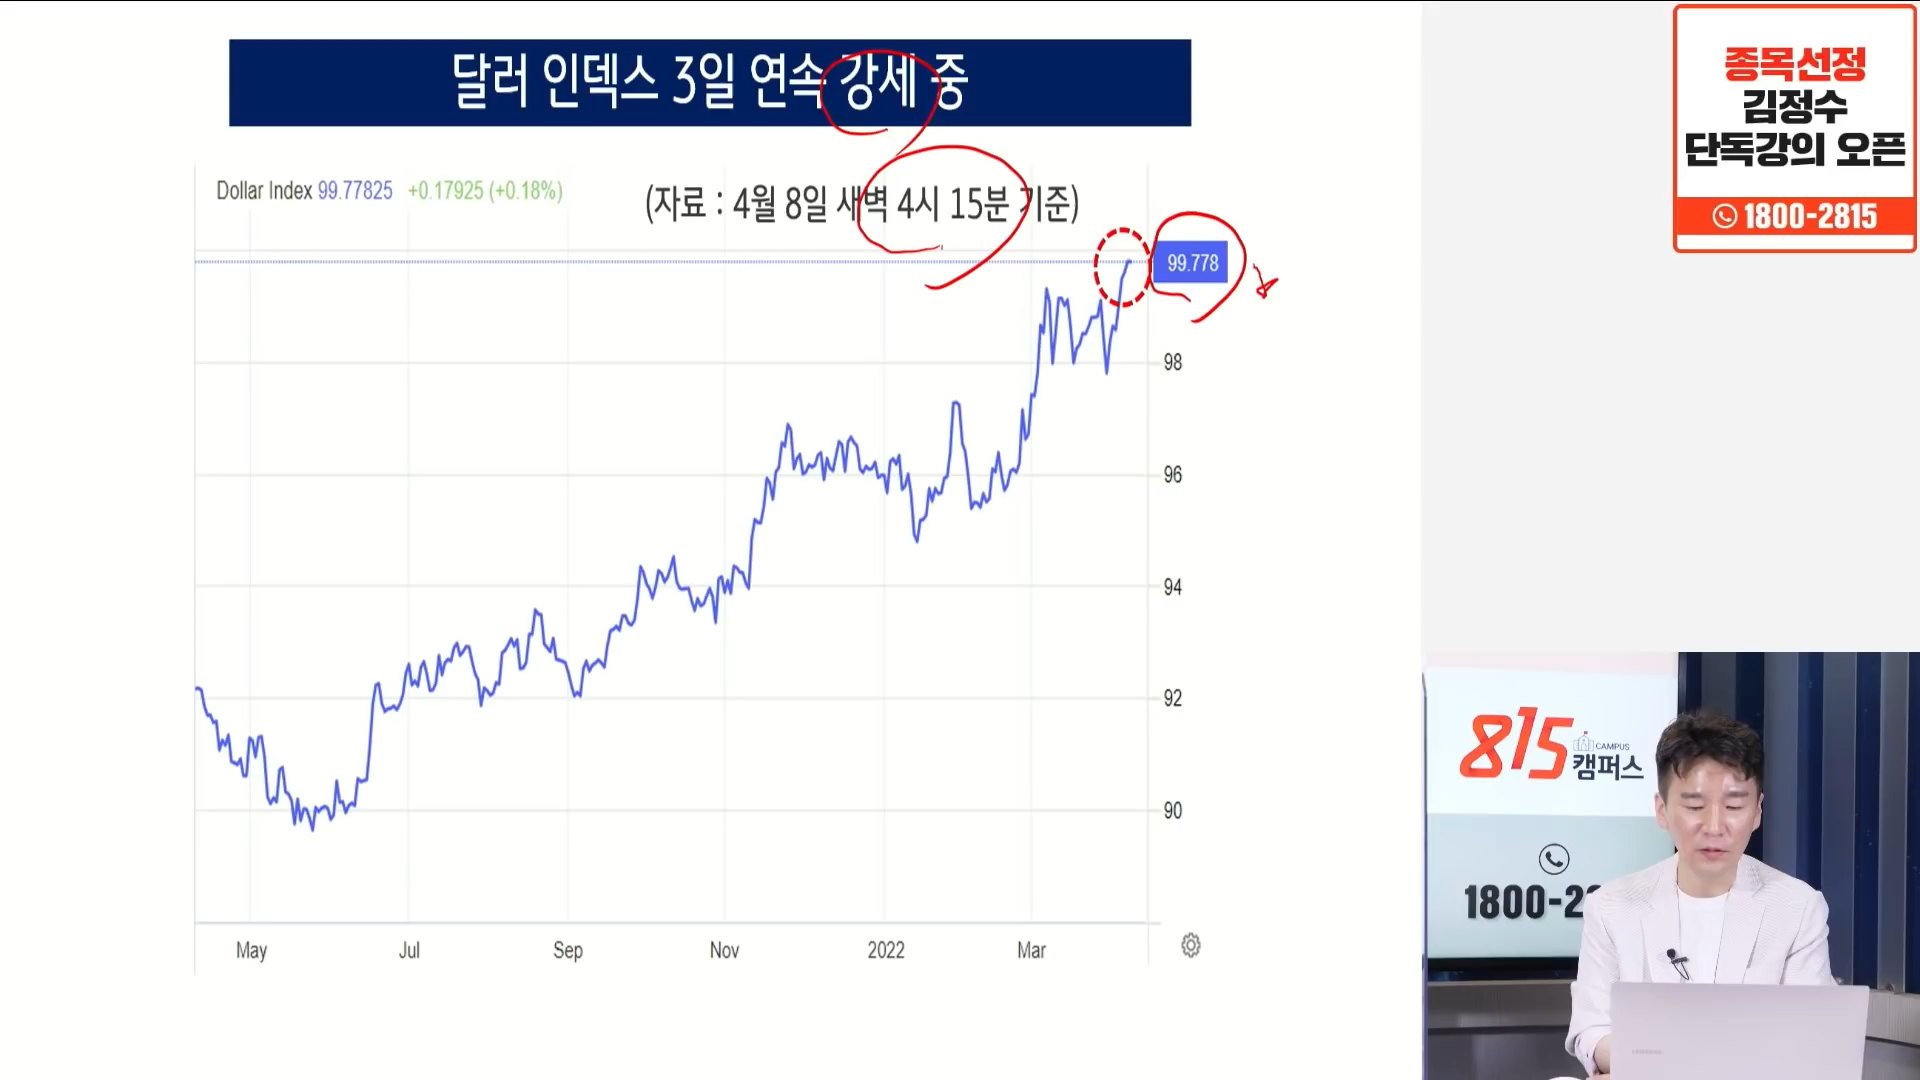 달러 인덱스 3일 연속 강세 중
Dollar Index 99.77825 +0.17925 (+0.18%)
(자료 : 4월 8일 새벽 4시 15분 기준)
99.778
98
96
94
92
90
May Jul Sep Nov 2022 Mar
종목선정
김정수
단독강의 오픈
1800-2815
815 CAMPUS
캠퍼스
1800-2
SAMSUNG